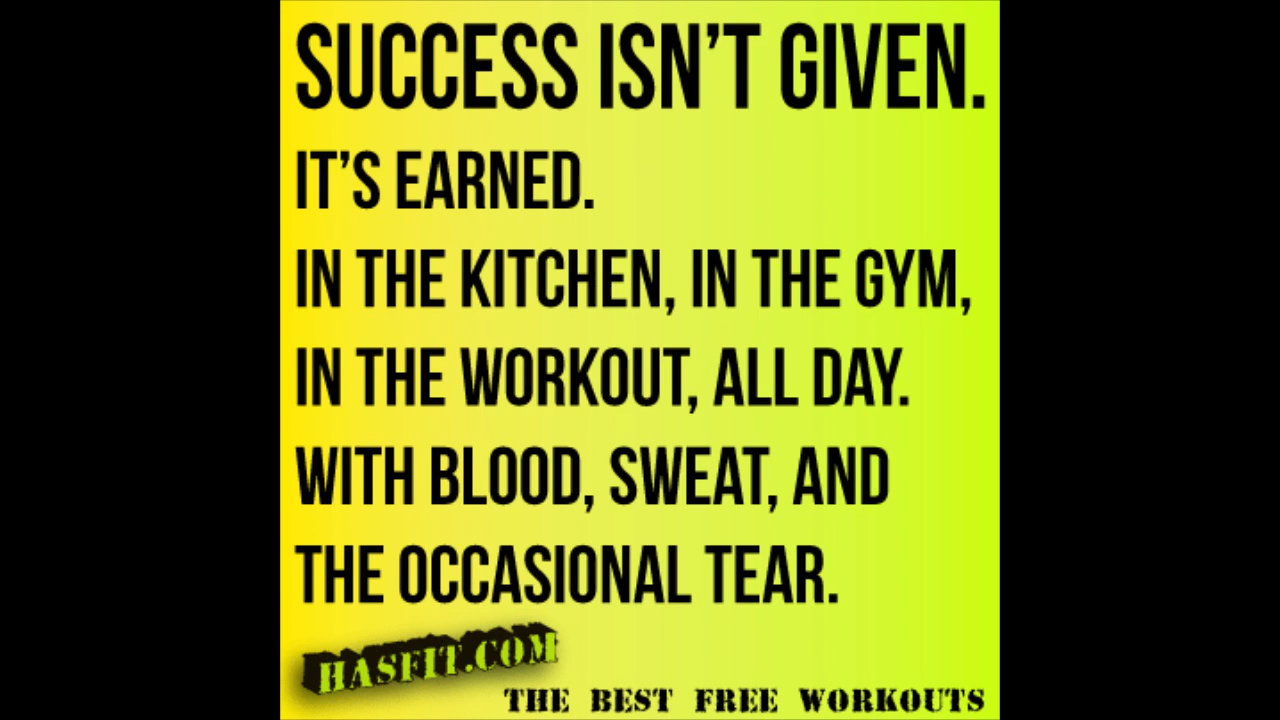 SUCCESS ISN’T GIVEN.
IT’S EARNED.
IN THE KITCHEN, IN THE GYM,
IN THE WORKOUT, ALL DAY.
WITH BLOOD, SWEAT, AND
THE OCCASIONAL TEAR.
HASFIT.COM
THE BEST FREE WORKOUTS